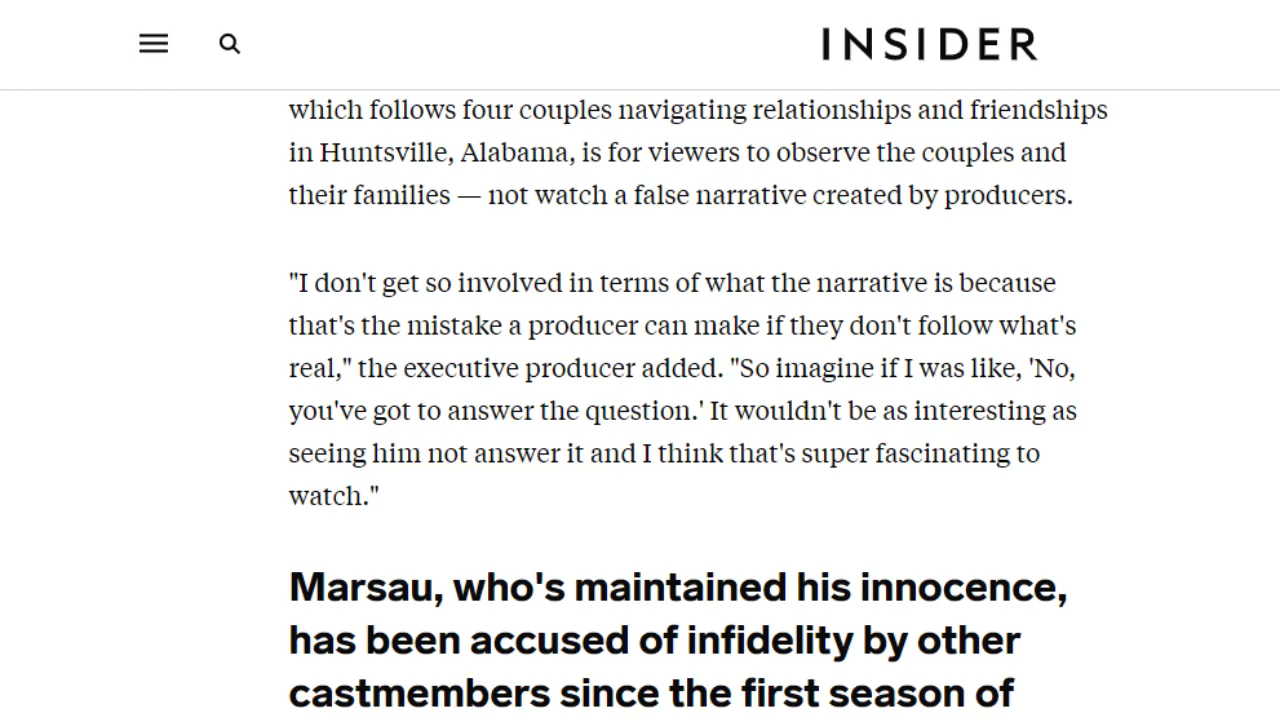 INSIDER
which follows four couples navigating relationships and friendships
in Huntsville, Alabama, is for viewers to observe the couples and
their families — not watch a false narrative created by producers.
"I don't get so involved in terms of what the narrative is because
that's the mistake a producer can make if they don't follow what's
real," the executive producer added. "So imagine if I was like, 'No,
you've got to answer the question.' It wouldn't be as interesting as
seeing him not answer it and I think that's super fascinating to
watch."
Marsau, who's maintained his innocence,
has been accused of infidelity by other
castmembers since the first season of